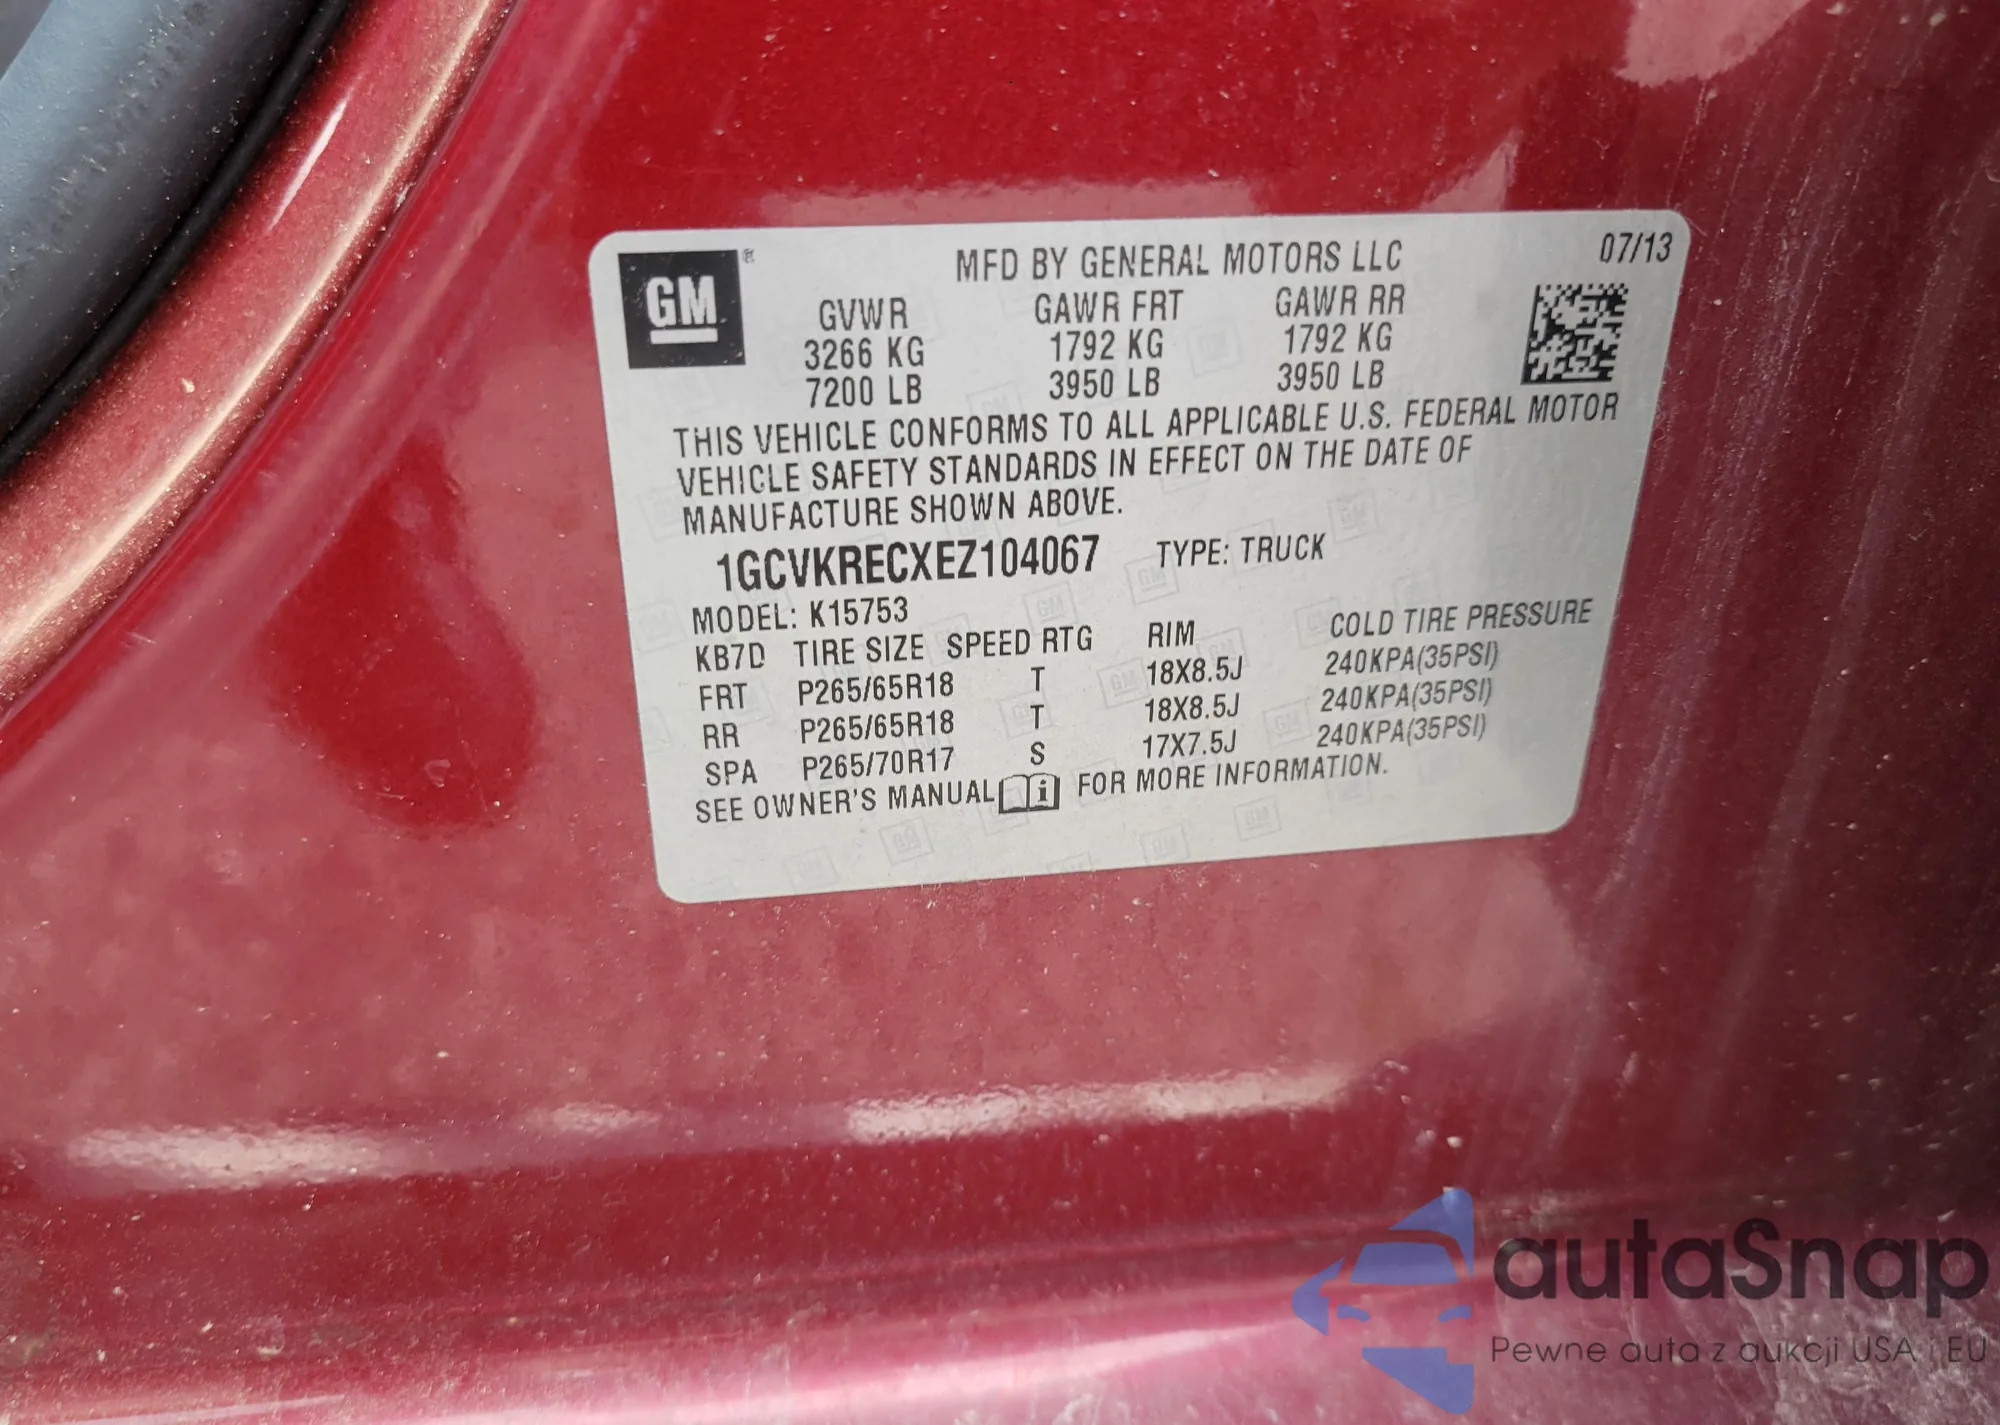 GM®
MFD BY GENERAL MOTORS LLC 07/13
GVWR GAWR FRT GAWR RR
3266 KG 1792 KG 1792 KG
7200 LB 3950 LB 3950 LB
THIS VEHICLE CONFORMS TO ALL APPLICABLE U.S. FEDERAL MOTOR
VEHICLE SAFETY STANDARDS IN EFFECT ON THE DATE OF
MANUFACTURE SHOWN ABOVE.
1GCVKRECXEZ104067 TYPE: TRUCK
MODEL: K15753
KB7D TIRE SIZE SPEED RTG RIM COLD TIRE PRESSURE
FRT P265/65R18 T 18X8.5J 240KPA(35PSI)
RR P265/65R18 T 18X8.5J 240KPA(35PSI)
SPA P265/70R17 S 17X7.5J 240KPA(35PSI)
SEE OWNER'S MANUAL i FOR MORE INFORMATION.
autaSnap
Pewne auta z aukcji USA i EU